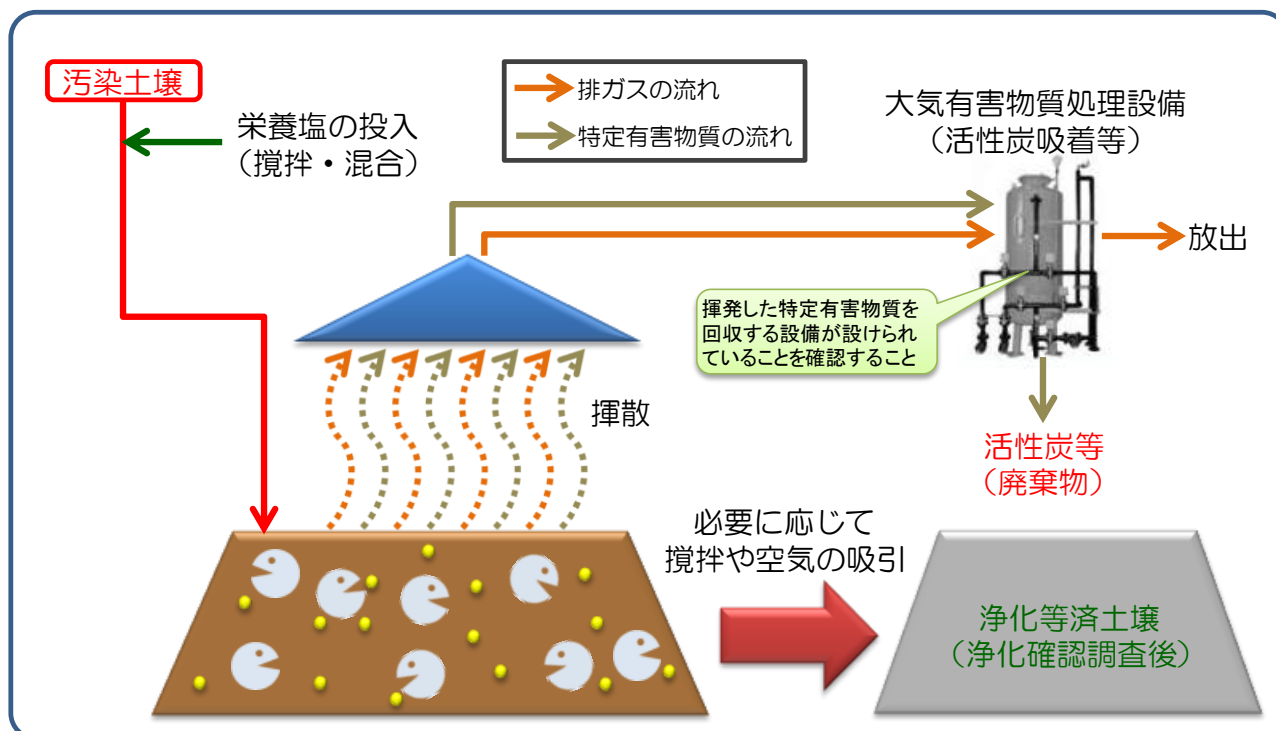 汚染土壌
栄養塩の投入
（撹拌・混合）
排ガスの流れ
特定有害物質の流れ
大気有害物質処理設備
（活性炭吸着等）
放出
揮発した特定有害物質を
回収する設備が設けられ
ていることを確認すること
揮散
活性炭等
（廃棄物）
必要に応じて
撹拌や空気の吸引
浄化等済土壌
（浄化確認調査後）